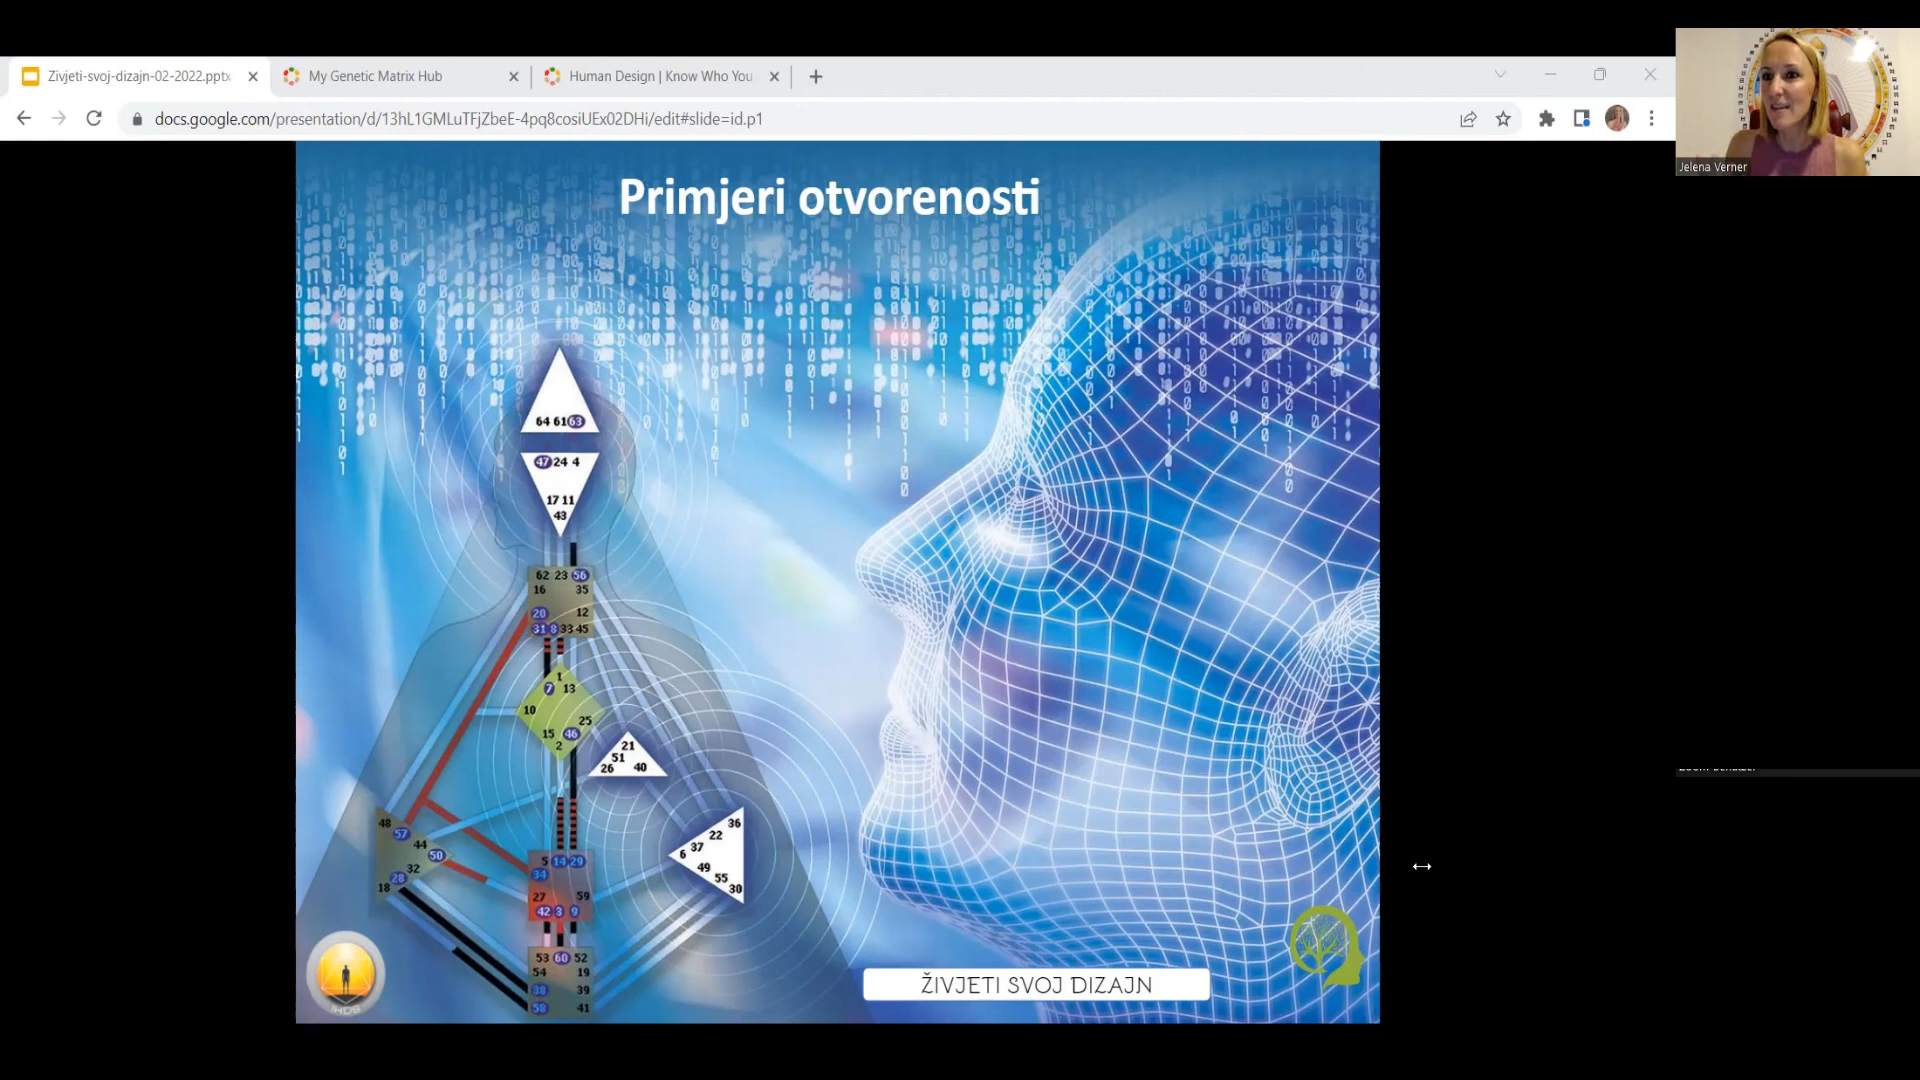 Zivjeti-svoj-dizajn-02-2022.pptx
My Genetic Matrix Hub
Human Design | Know Who You
docs.google.com/presentation/d/13hL1GMLuTFjZbeE-4pq8cosiUEx02DHi/edit#slide=id.p1
Jelena Verner
Primjeri otvorenosti
64 61 63
47 24 4
17 11
43
62 23 56
16 35
20 12
31 8 33 45
1
7 13
10
25
15 46
2
21
51
26 40
48
57
44
50
32
28
18
36
22
37
6
49
55
30
5 14 29
34
27 59
42 3 9
53 60 52
54 19
38 39
58 41
ŽIVJETI SVOJ DIZAJN
IHDS